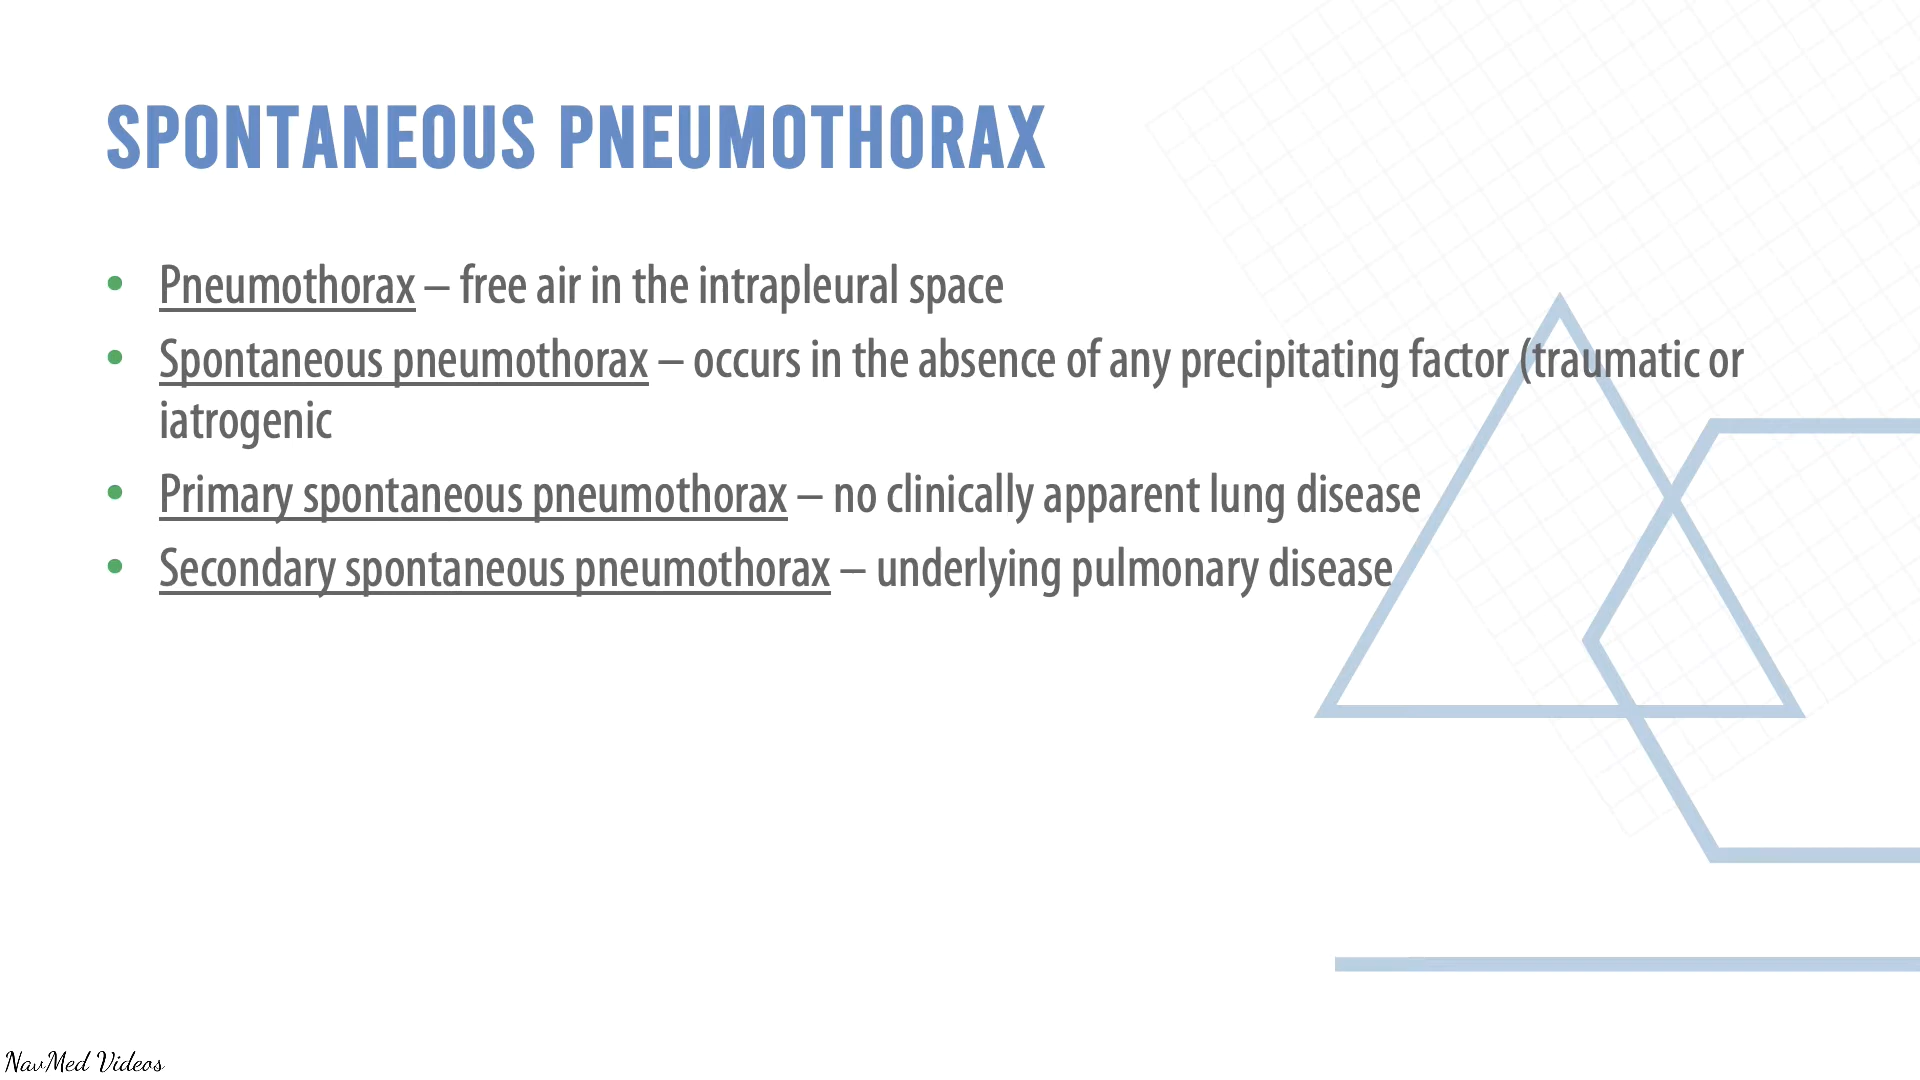 SPONTANEOUS PNEUMOTHORAX
• Pneumothorax – free air in the intrapleural space
• Spontaneous pneumothorax – occurs in the absence of any precipitating factor (traumatic or
iatrogenic
• Primary spontaneous pneumothorax – no clinically apparent lung disease
• Secondary spontaneous pneumothorax – underlying pulmonary disease
NavMed Videos